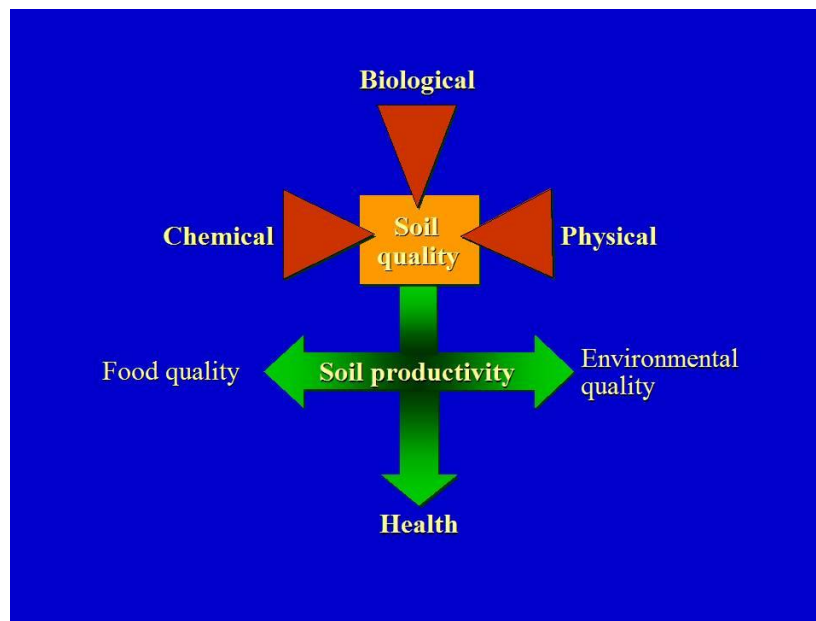 Biological
Chemical
Soil
quality
Physical
Food quality
Soil productivity
Environmental
quality
Health